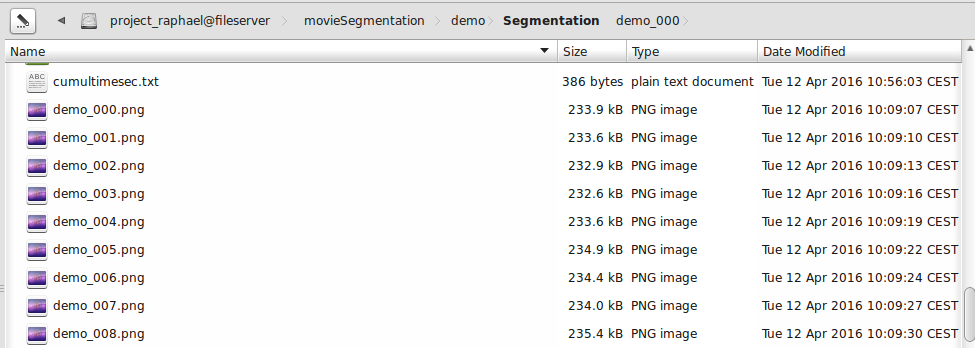 project_raphael@fileserver movieSegmentation demo Segmentation demo_000
Name Size Type Date Modified
cumultimesec.txt 386 bytes plain text document Tue 12 Apr 2016 10:56:03 CEST
demo_000.png 233.9 kB PNG image Tue 12 Apr 2016 10:09:07 CEST
demo_001.png 233.6 kB PNG image Tue 12 Apr 2016 10:09:10 CEST
demo_002.png 232.9 kB PNG image Tue 12 Apr 2016 10:09:13 CEST
demo_003.png 232.6 kB PNG image Tue 12 Apr 2016 10:09:16 CEST
demo_004.png 233.6 kB PNG image Tue 12 Apr 2016 10:09:19 CEST
demo_005.png 234.9 kB PNG image Tue 12 Apr 2016 10:09:22 CEST
demo_006.png 234.4 kB PNG image Tue 12 Apr 2016 10:09:24 CEST
demo_007.png 234.0 kB PNG image Tue 12 Apr 2016 10:09:27 CEST
demo_008.png 235.4 kB PNG image Tue 12 Apr 2016 10:09:30 CEST